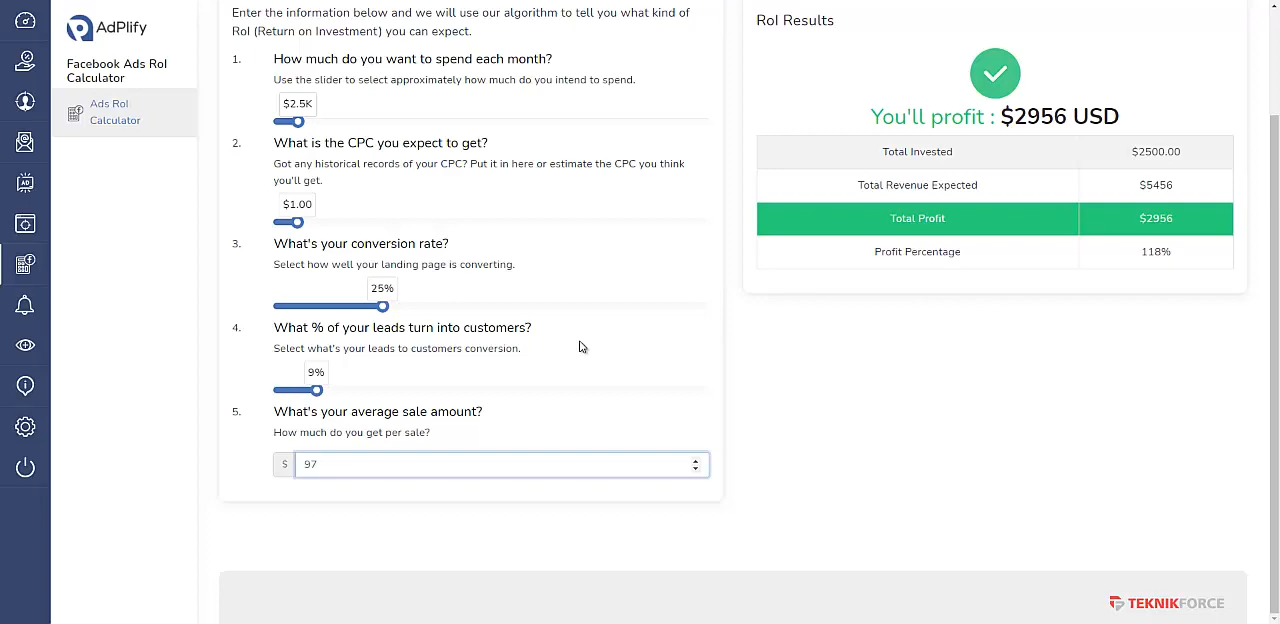 AdPlify
Facebook Ads RoI
Calculator
Ads RoI
Calculator
Enter the information below and we will use our algorithm to tell you what kind of
RoI (Return on Investment) you can expect.
1. How much do you want to spend each month?
Use the slider to select approximately how much do you intend to spend.
$2.5K
2. What is the CPC you expect to get?
Got any historical records of your CPC? Put it in here or estimate the CPC you think
you'll get.
$1.00
3. What's your conversion rate?
Select how well your landing page is converting.
25%
4. What % of your leads turn into customers?
Select what's your leads to customers conversion.
9%
5. What's your average sale amount?
How much do you get per sale?
$ 97
RoI Results
You'll profit : $2956 USD
Total Invested $2500.00
Total Revenue Expected $5456
Total Profit $2956
Profit Percentage 118%
TEKNIKFORCE